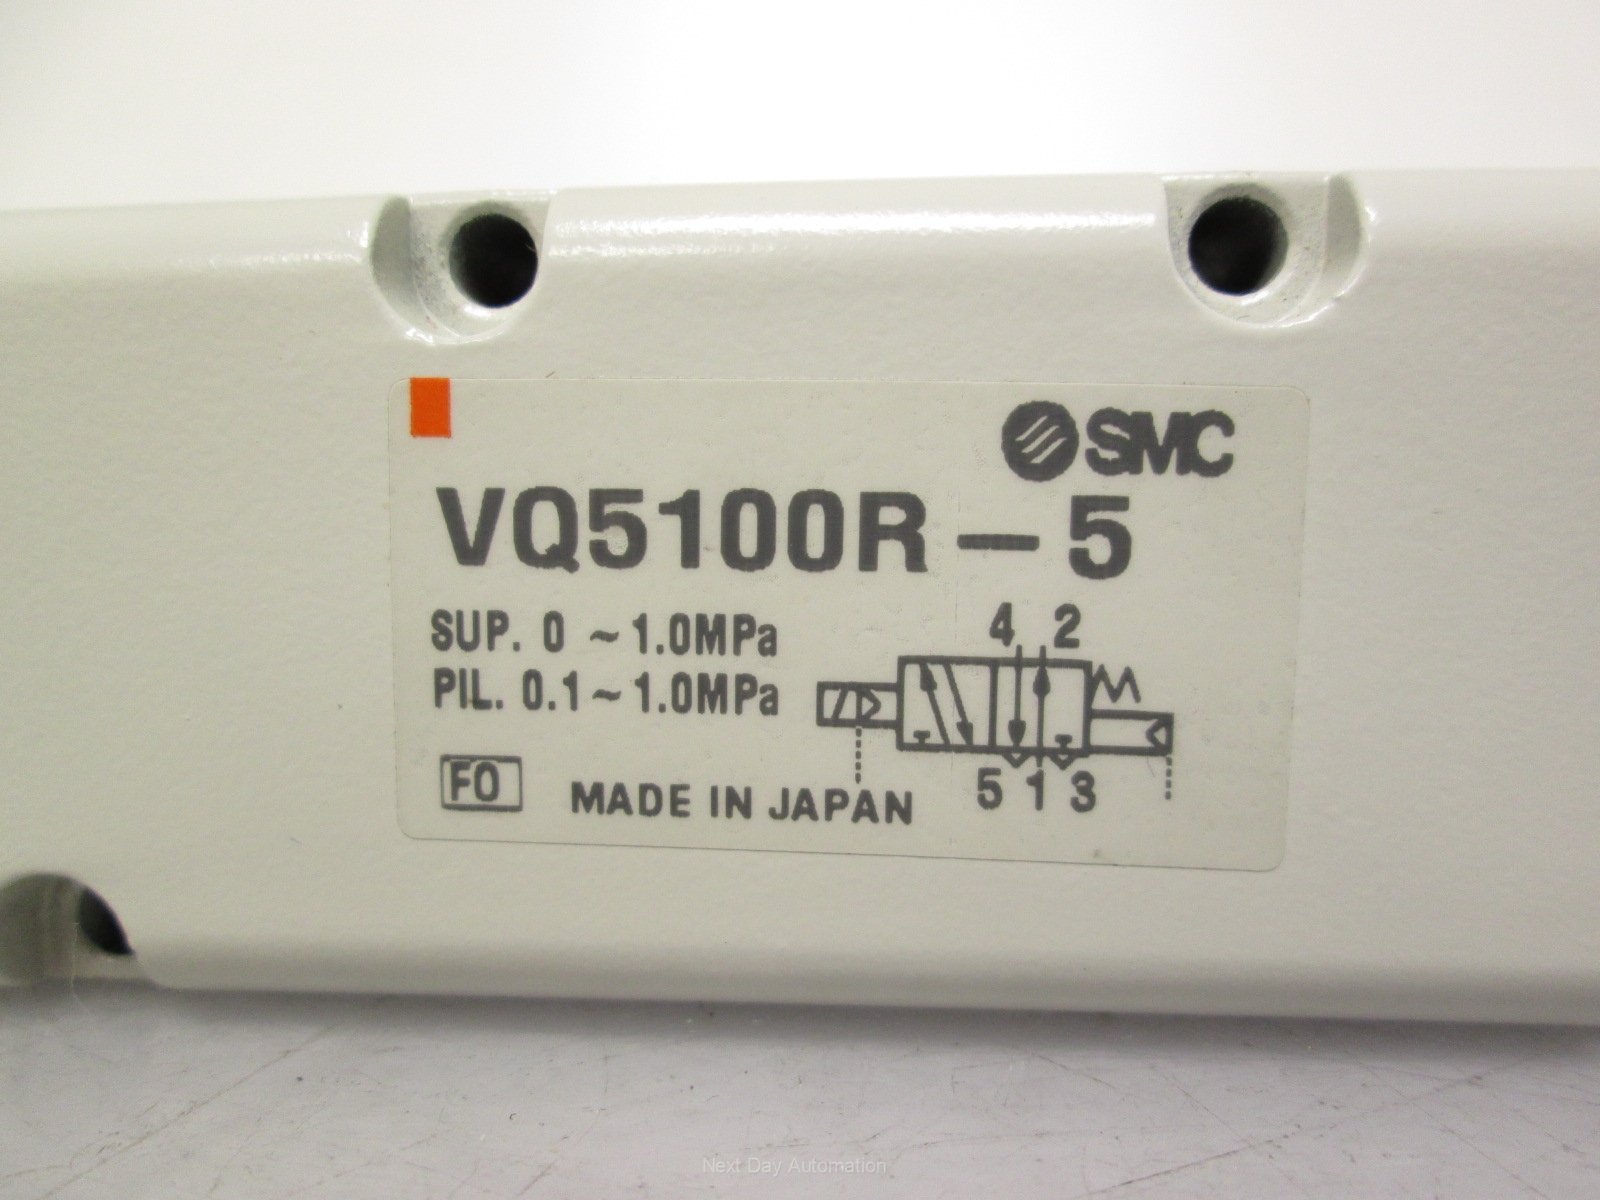 SMC
VQ5100R-5
SUP. 0 ~1.0MPa
PIL. 0.1~1.0MPa
4 2
5 1 3
FO MADE IN JAPAN
Next Day Automation